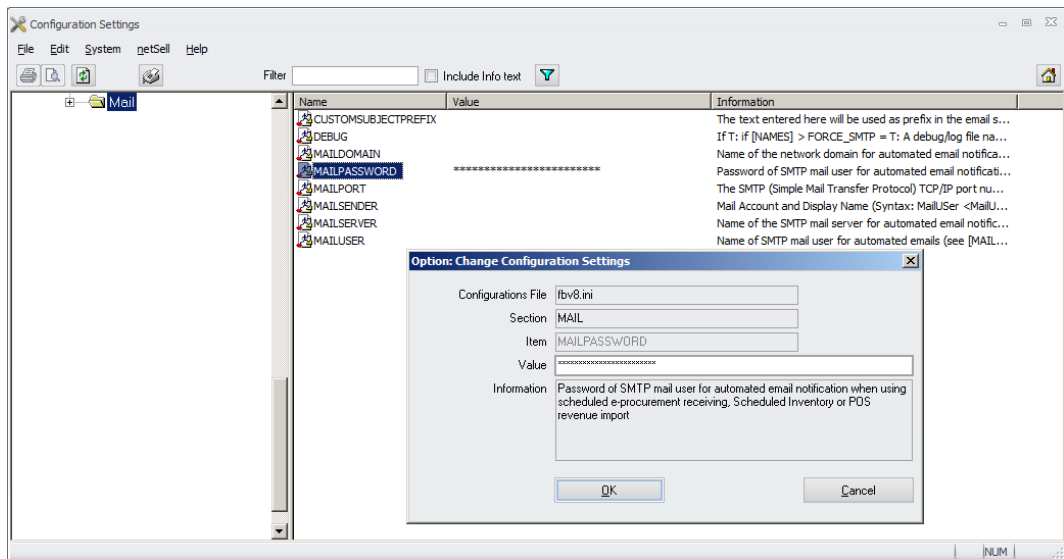 Configuration Settings
File Edit System netSell Help
Filter Include Info text
Mail
Name Value Information
CUSTOMSUBJECTPREFIX The text entered here will be used as prefix in the email s...
DEBUG If T: if [NAMES] > FORCE_SMTP = T: A debug/log file na...
MAILDOMAIN Name of the network domain for automated email notifica...
MAILPASSWORD ************************ Password of SMTP mail user for automated email notificati...
MAILPORT The SMTP (Simple Mail Transfer Protocol) TCP/IP port nu...
MAILSENDER Mail Account and Display Name (Syntax: MailUSer <MailU...
MAILSERVER Name of the SMTP mail server for automated email notific...
MAILUSER Name of SMTP mail user for automated emails (see [MAIL...
Option: Change Configuration Settings
Configurations File fbv8.ini
Section MAIL
Item MAILPASSWORD
Value ************************
Information Password of SMTP mail user for automated email notification when using
scheduled e-procurement receiving, Scheduled Inventory or POS
revenue import
OK Cancel
NUM